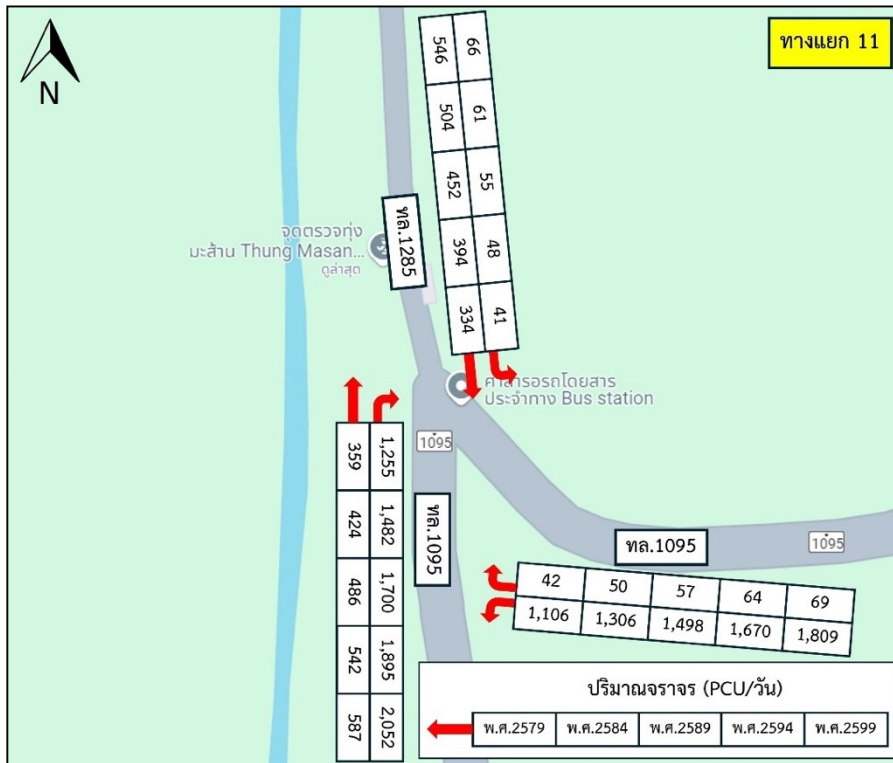 ทางแยก 11
N
66
61
55
48
41
546
504
452
394
334
ทล.1285
จุดตรวจทุ่ง
มะส้าน Thung Masan...
ดูล่าสุด
ศาลารอรถโดยสาร
ประจำทาง Bus station
1095
ทล.1095
359
424
486
542
587
1,255
1,482
1,700
1,895
2,052
ทล.1095
1095
42 50 57 64 69
1,106 1,306 1,498 1,670 1,809
ปริมาณจราจร (PCU/วัน)
พ.ศ.2579 พ.ศ.2584 พ.ศ.2589 พ.ศ.2594 พ.ศ.2599